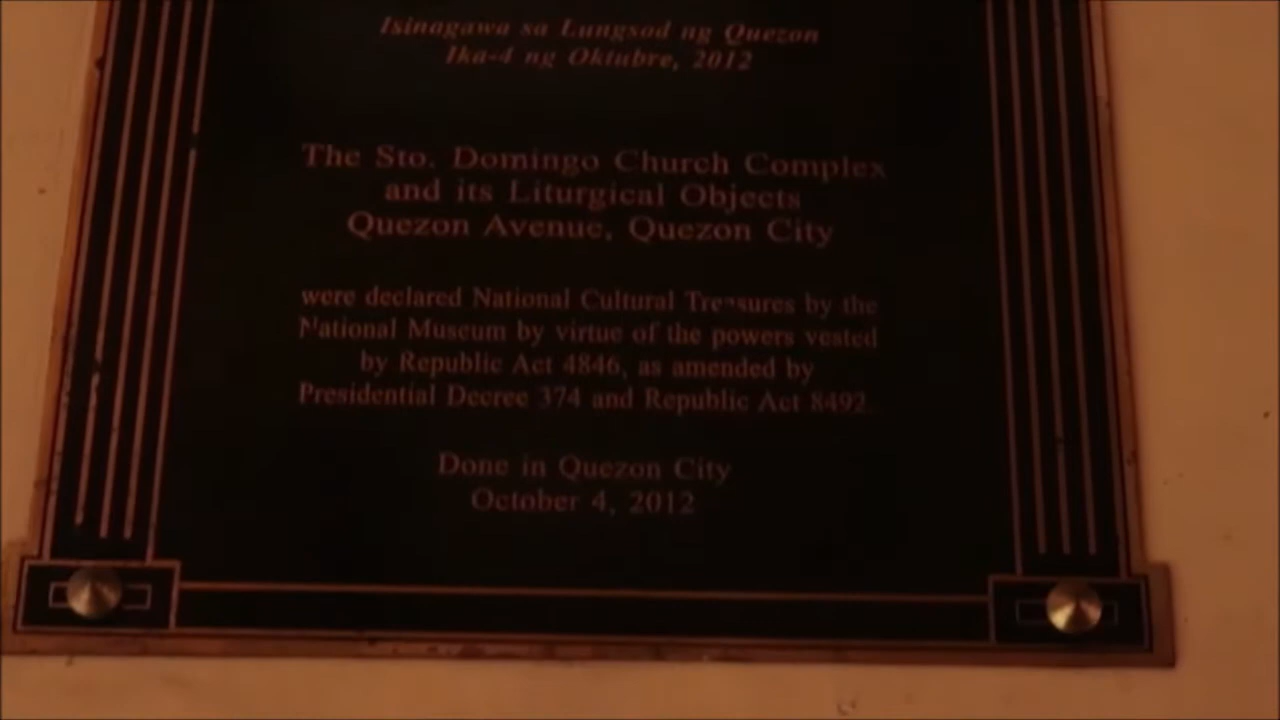 Isinagawa sa Lungsod ng Quezon
Ika-4 ng Oktubre, 2012
The Sto. Domingo Church Complex
and its Liturgical Objects
Quezon Avenue, Quezon City
were declared National Cultural Treasures by the
National Museum by virtue of the powers vested
by Republic Act 4846, as amended by
Presidential Decree 374 and Republic Act 8492.
Done in Quezon City
October 4, 2012